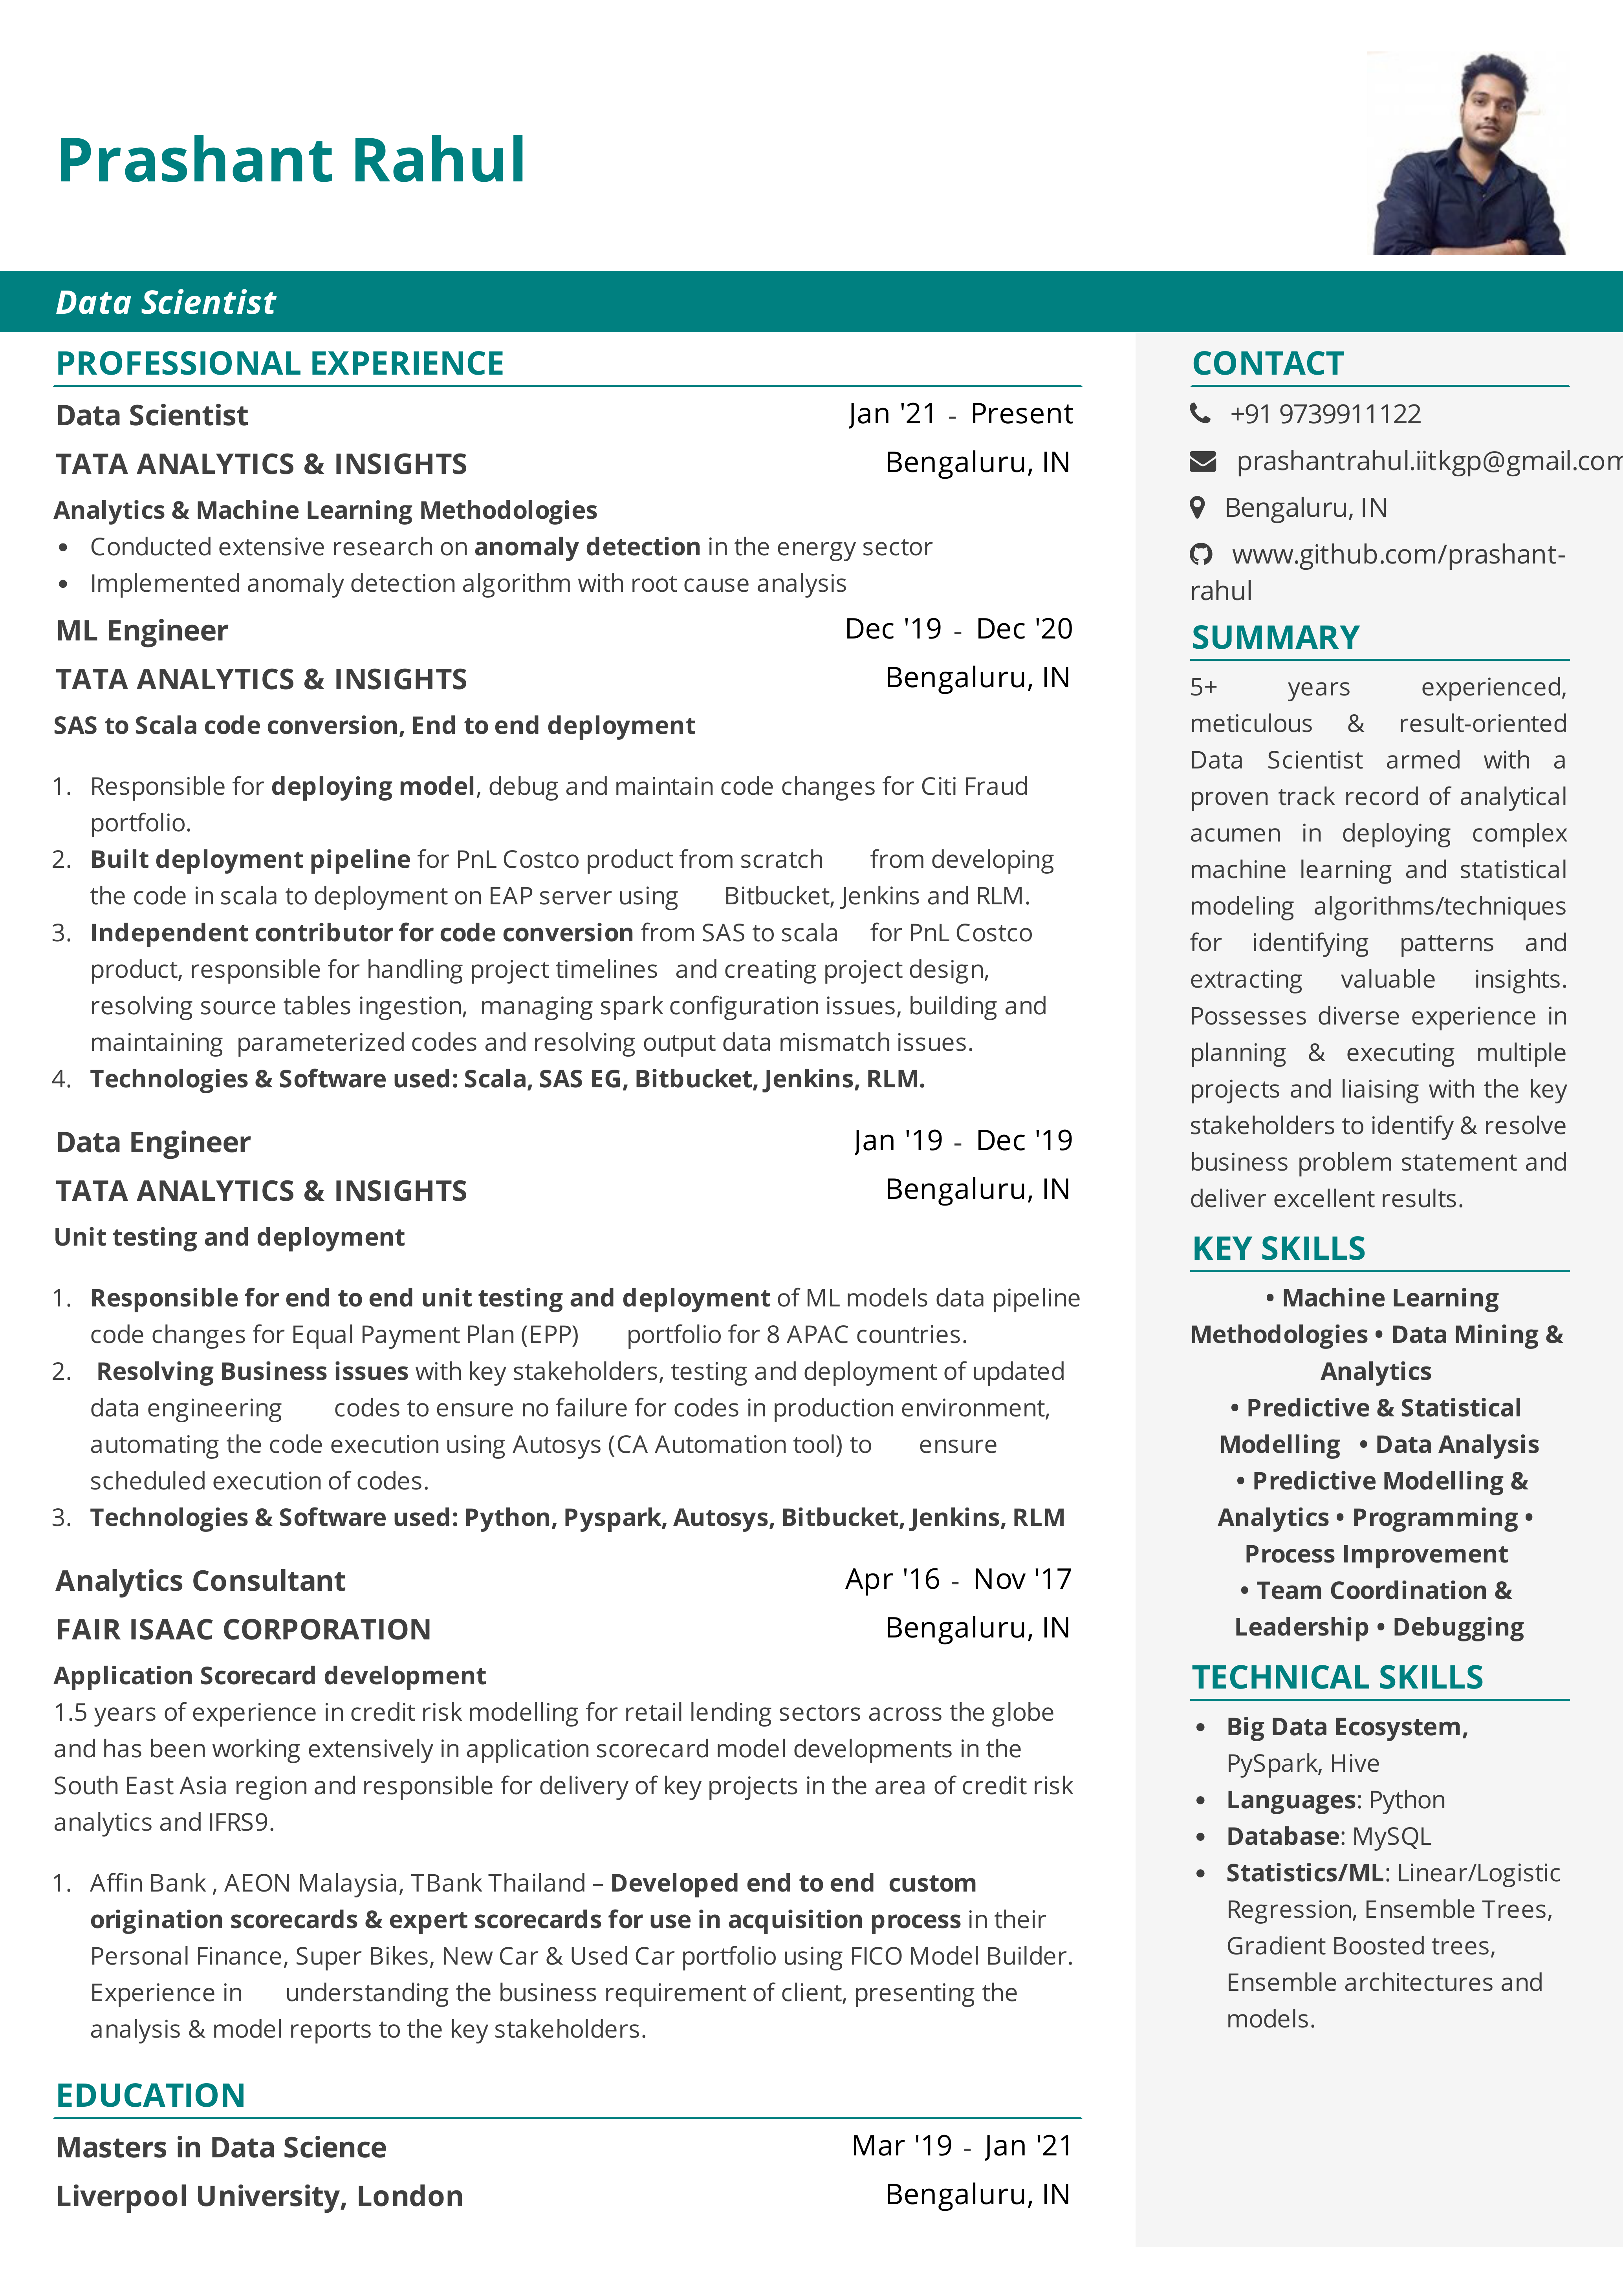 Prashant Rahul
Data Scientist
PROFESSIONAL EXPERIENCE
Data Scientist Jan '21 - Present
TATA ANALYTICS & INSIGHTS Bengaluru, IN
Analytics & Machine Learning Methodologies
• Conducted extensive research on anomaly detection in the energy sector
• Implemented anomaly detection algorithm with root cause analysis
ML Engineer Dec '19 - Dec '20
TATA ANALYTICS & INSIGHTS Bengaluru, IN
SAS to Scala code conversion, End to end deployment
1. Responsible for deploying model, debug and maintain code changes for Citi Fraud
portfolio.
2. Built deployment pipeline for PnL Costco product from scratch from developing
the code in scala to deployment on EAP server using Bitbucket, Jenkins and RLM.
3. Independent contributor for code conversion from SAS to scala for PnL Costco
product, responsible for handling project timelines and creating project design,
resolving source tables ingestion, managing spark configuration issues, building and
maintaining parameterized codes and resolving output data mismatch issues.
4. Technologies & Software used: Scala, SAS EG, Bitbucket, Jenkins, RLM.
Data Engineer Jan '19 - Dec '19
TATA ANALYTICS & INSIGHTS Bengaluru, IN
Unit testing and deployment
1. Responsible for end to end unit testing and deployment of ML models data pipeline
code changes for Equal Payment Plan (EPP) portfolio for 8 APAC countries.
2. Resolving Business issues with key stakeholders, testing and deployment of updated
data engineering codes to ensure no failure for codes in production environment,
automating the code execution using Autosys (CA Automation tool) to ensure
scheduled execution of codes.
3. Technologies & Software used: Python, Pyspark, Autosys, Bitbucket, Jenkins, RLM
Analytics Consultant Apr '16 - Nov '17
FAIR ISAAC CORPORATION Bengaluru, IN
Application Scorecard development
1.5 years of experience in credit risk modelling for retail lending sectors across the globe
and has been working extensively in application scorecard model developments in the
South East Asia region and responsible for delivery of key projects in the area of credit risk
analytics and IFRS9.
1. Affin Bank , AEON Malaysia, TBank Thailand – Developed end to end custom
origination scorecards & expert scorecards for use in acquisition process in their
Personal Finance, Super Bikes, New Car & Used Car portfolio using FICO Model Builder.
Experience in understanding the business requirement of client, presenting the
analysis & model reports to the key stakeholders.
EDUCATION
Masters in Data Science Mar '19 - Jan '21
Liverpool University, London Bengaluru, IN
CONTACT
+91 9739911122
prashantrahul.iitkgp@gmail.com
Bengaluru, IN
www.github.com/prashant-
rahul
SUMMARY
5+ years experienced,
meticulous & result-oriented
Data Scientist armed with a
proven track record of analytical
acumen in deploying complex
machine learning and statistical
modeling algorithms/techniques
for identifying patterns and
extracting valuable insights.
Possesses diverse experience in
planning & executing multiple
projects and liaising with the key
stakeholders to identify & resolve
business problem statement and
deliver excellent results.
KEY SKILLS
• Machine Learning
Methodologies • Data Mining &
Analytics
• Predictive & Statistical
Modelling • Data Analysis
• Predictive Modelling &
Analytics • Programming •
Process Improvement
• Team Coordination &
Leadership • Debugging
TECHNICAL SKILLS
• Big Data Ecosystem,
PySpark, Hive
• Languages: Python
• Database: MySQL
• Statistics/ML: Linear/Logistic
Regression, Ensemble Trees,
Gradient Boosted trees,
Ensemble architectures and
models.